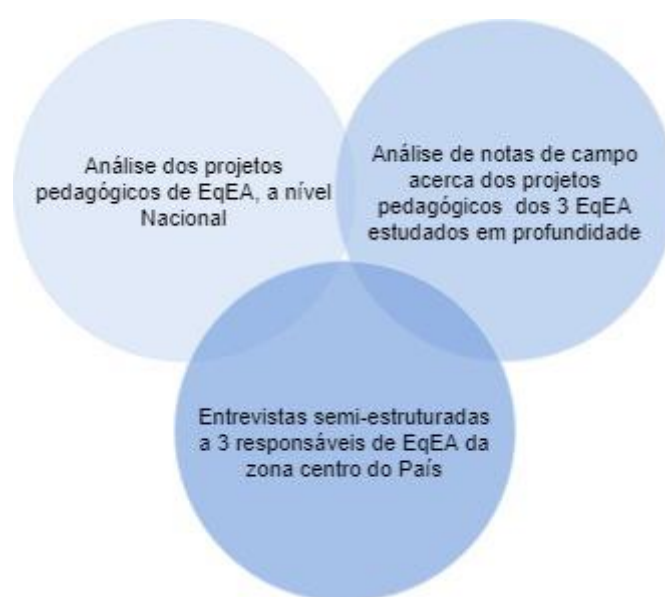 Análise dos projetos
pedagógicos de EqEA, a nível
Nacional
Análise de notas de campo
acerca dos projetos
pedagógicos dos 3 EqEA
estudados em profundidade
Entrevistas semi-estruturadas
a 3 responsáveis de EqEA da
zona centro do País